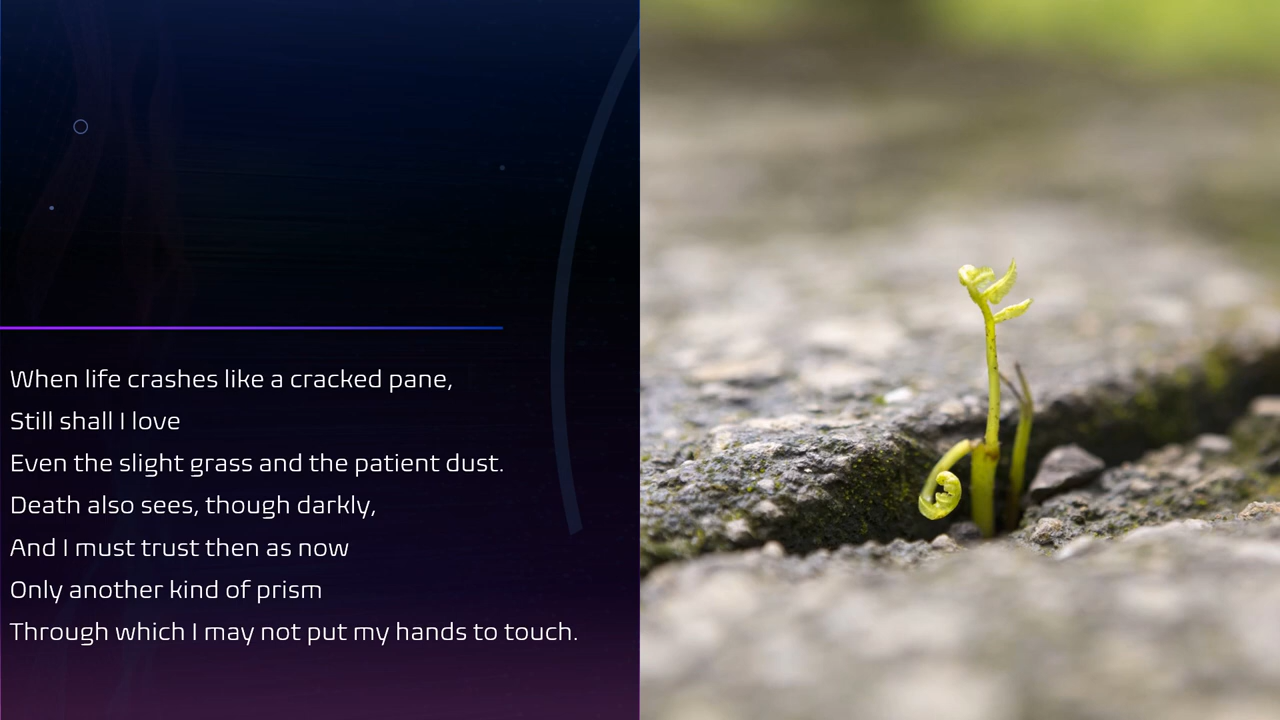 When life crashes like a cracked pane,
Still shall I love
Even the slight grass and the patient dust.
Death also sees, though darkly,
And I must trust then as now
Only another kind of prism
Through which I may not put my hands to touch.